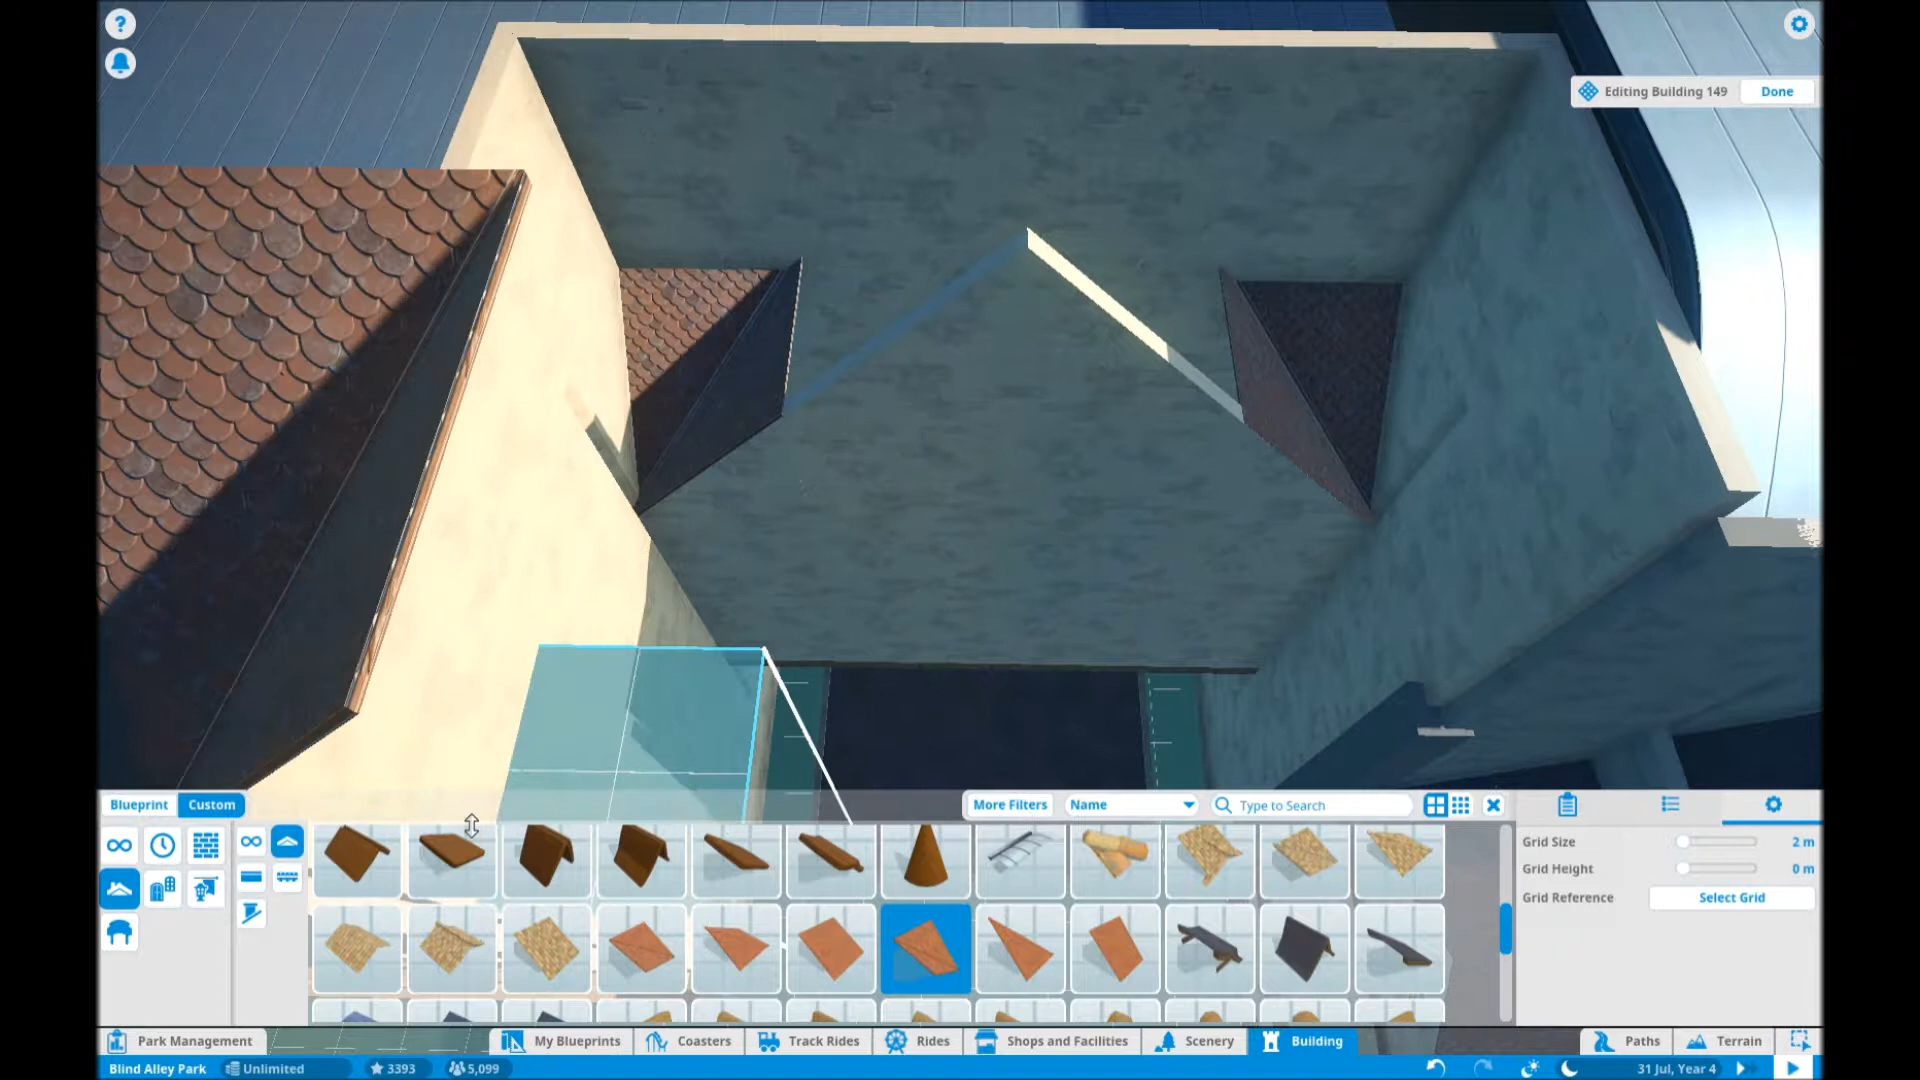 ?
Editing Building 149
Done
Blueprint
Custom
More Filters
Name
Type to Search
Grid Size
2 m
Grid Height
0 m
Grid Reference
Select Grid
Park Management
My Blueprints
Coasters
Track Rides
Rides
Shops and Facilities
Scenery
Building
Paths
Terrain
Blind Alley Park
Unlimited
3393
5,099
31 Jul, Year 4